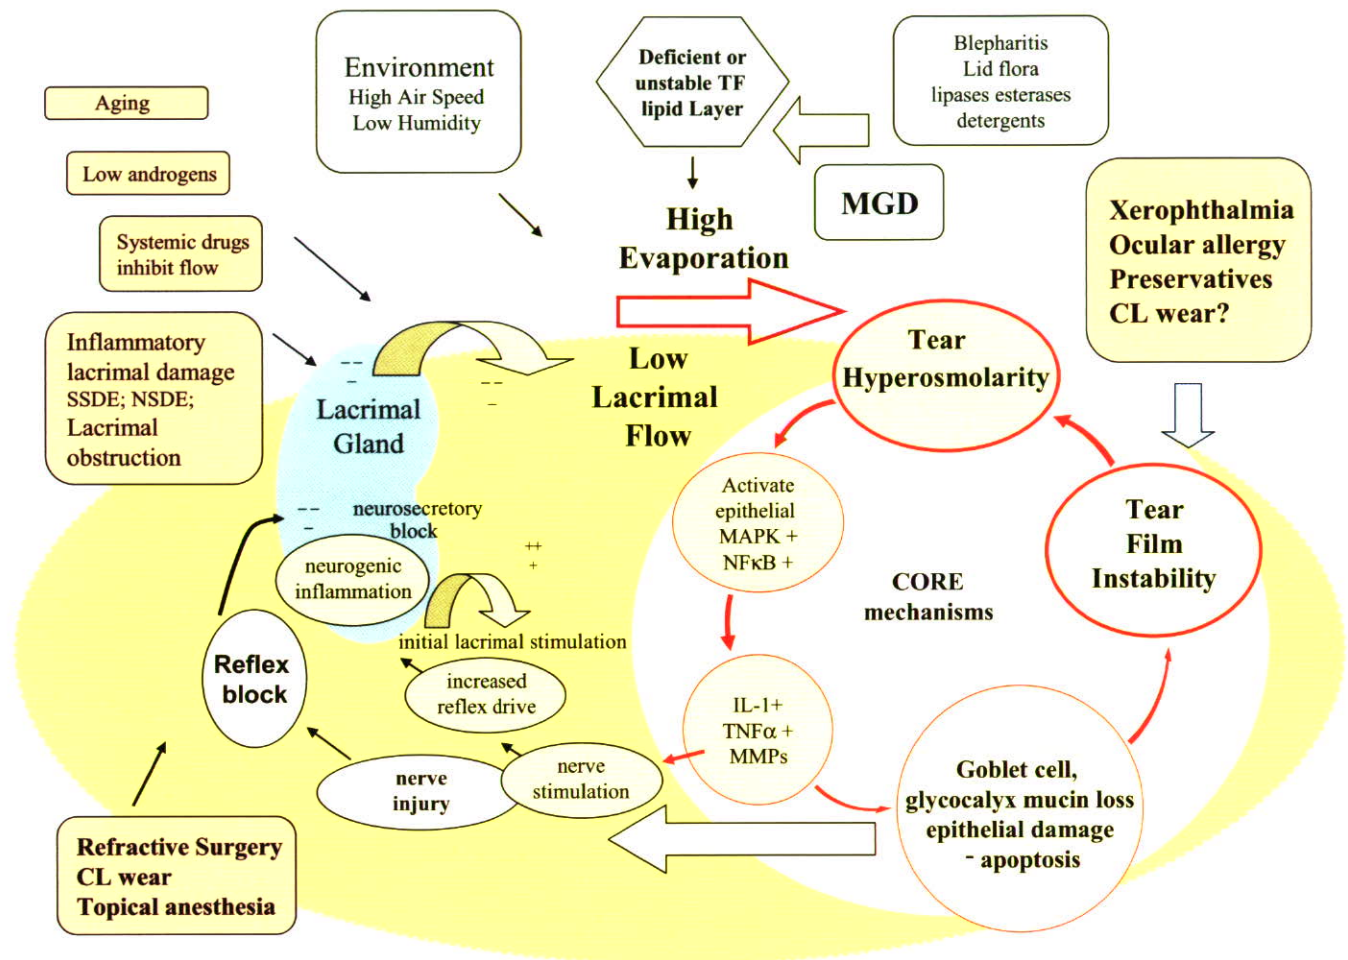 Environment
High Air Speed
Low Humidity
Deficient or
unstable TF
lipid Layer
Blepharitis
Lid flora
lipases esterases
detergents
Aging
Low androgens
MGD
Systemic drugs
inhibit flow
High
Evaporation
Xerophthalmia
Ocular allergy
Preservatives
CL wear?
Inflammatory
lacrimal damage
SSDE; NSDE;
Lacrimal
obstruction
-- 
-
--
-
Lacrimal
Gland
Low
Lacrimal
Flow
Tear
Hyperosmolarity
Activate
epithelial
MAPK +
NFκB +
Tear
Film
Instability
CORE
mechanisms
--
-
neurosecretory
block
++
+
neurogenic
inflammation
initial lacrimal stimulation
Reflex
block
increased
reflex drive
IL-1+
TNFα +
MMPs
nerve
injury
nerve
stimulation
Goblet cell,
glycocalyx mucin loss
epithelial damage
- apoptosis
Refractive Surgery
CL wear
Topical anesthesia